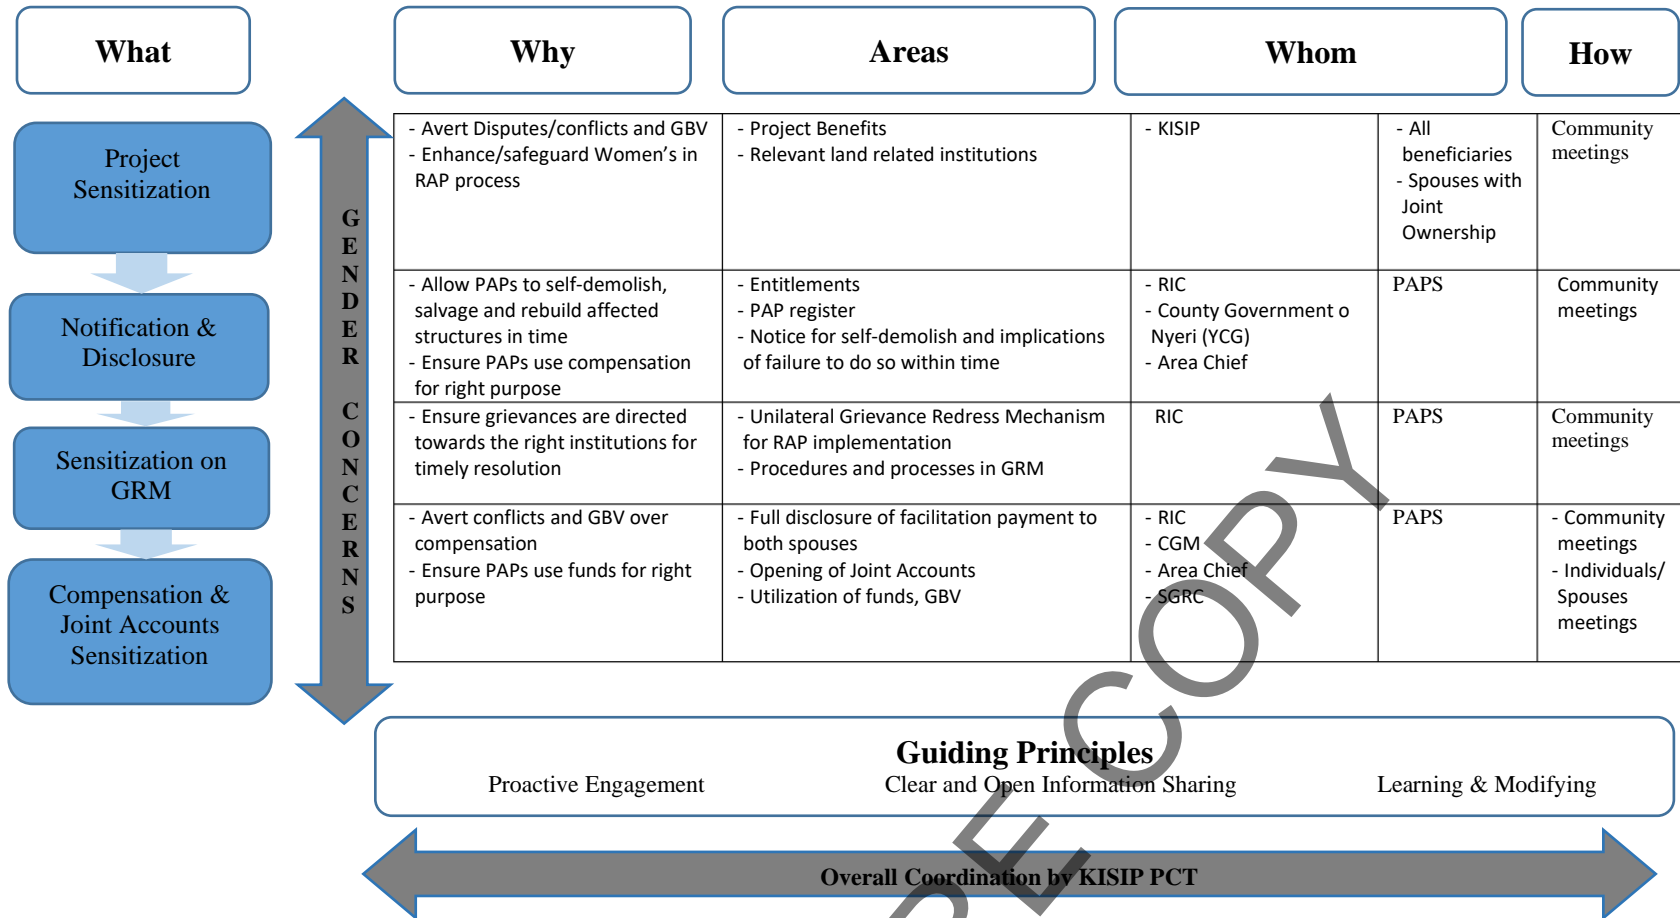 What
Why
Areas
Whom
How
Project
Sensitization
Notification &
Disclosure
Sensitization on
GRM
Compensation &
Joint Accounts
Sensitization
GENDER CONCERNS
- Avert Disputes/conflicts and GBV
- Enhance/safeguard Women's in
RAP process
- Project Benefits
- Relevant land related institutions
- KISIP
- All
beneficiaries
- Spouses with
Joint
Ownership
Community
meetings
- Allow PAPs to self-demolish,
salvage and rebuild affected
structures in time
- Ensure PAPs use compensation
for right purpose
- Entitlements
- PAP register
- Notice for self-demolish and implications
of failure to do so within time
- RIC
- County Government o
Nyeri (YCG)
- Area Chief
PAPS
Community
meetings
- Ensure grievances are directed
towards the right institutions for
timely resolution
- Unilateral Grievance Redress Mechanism
for RAP implementation
- Procedures and processes in GRM
RIC
PAPS
Community
meetings
- Avert conflicts and GBV over
compensation
- Ensure PAPs use funds for right
purpose
- Full disclosure of facilitation payment to
both spouses
- Opening of Joint Accounts
- Utilization of funds, GBV
- RIC
- CGM
- Area Chief
- SGRC
PAPS
- Community
meetings
- Individuals/
Spouses
meetings
Guiding Principles
Proactive Engagement
Clear and Open Information Sharing
Learning & Modifying
Overall Coordination by KISIP PCT
PE COPY